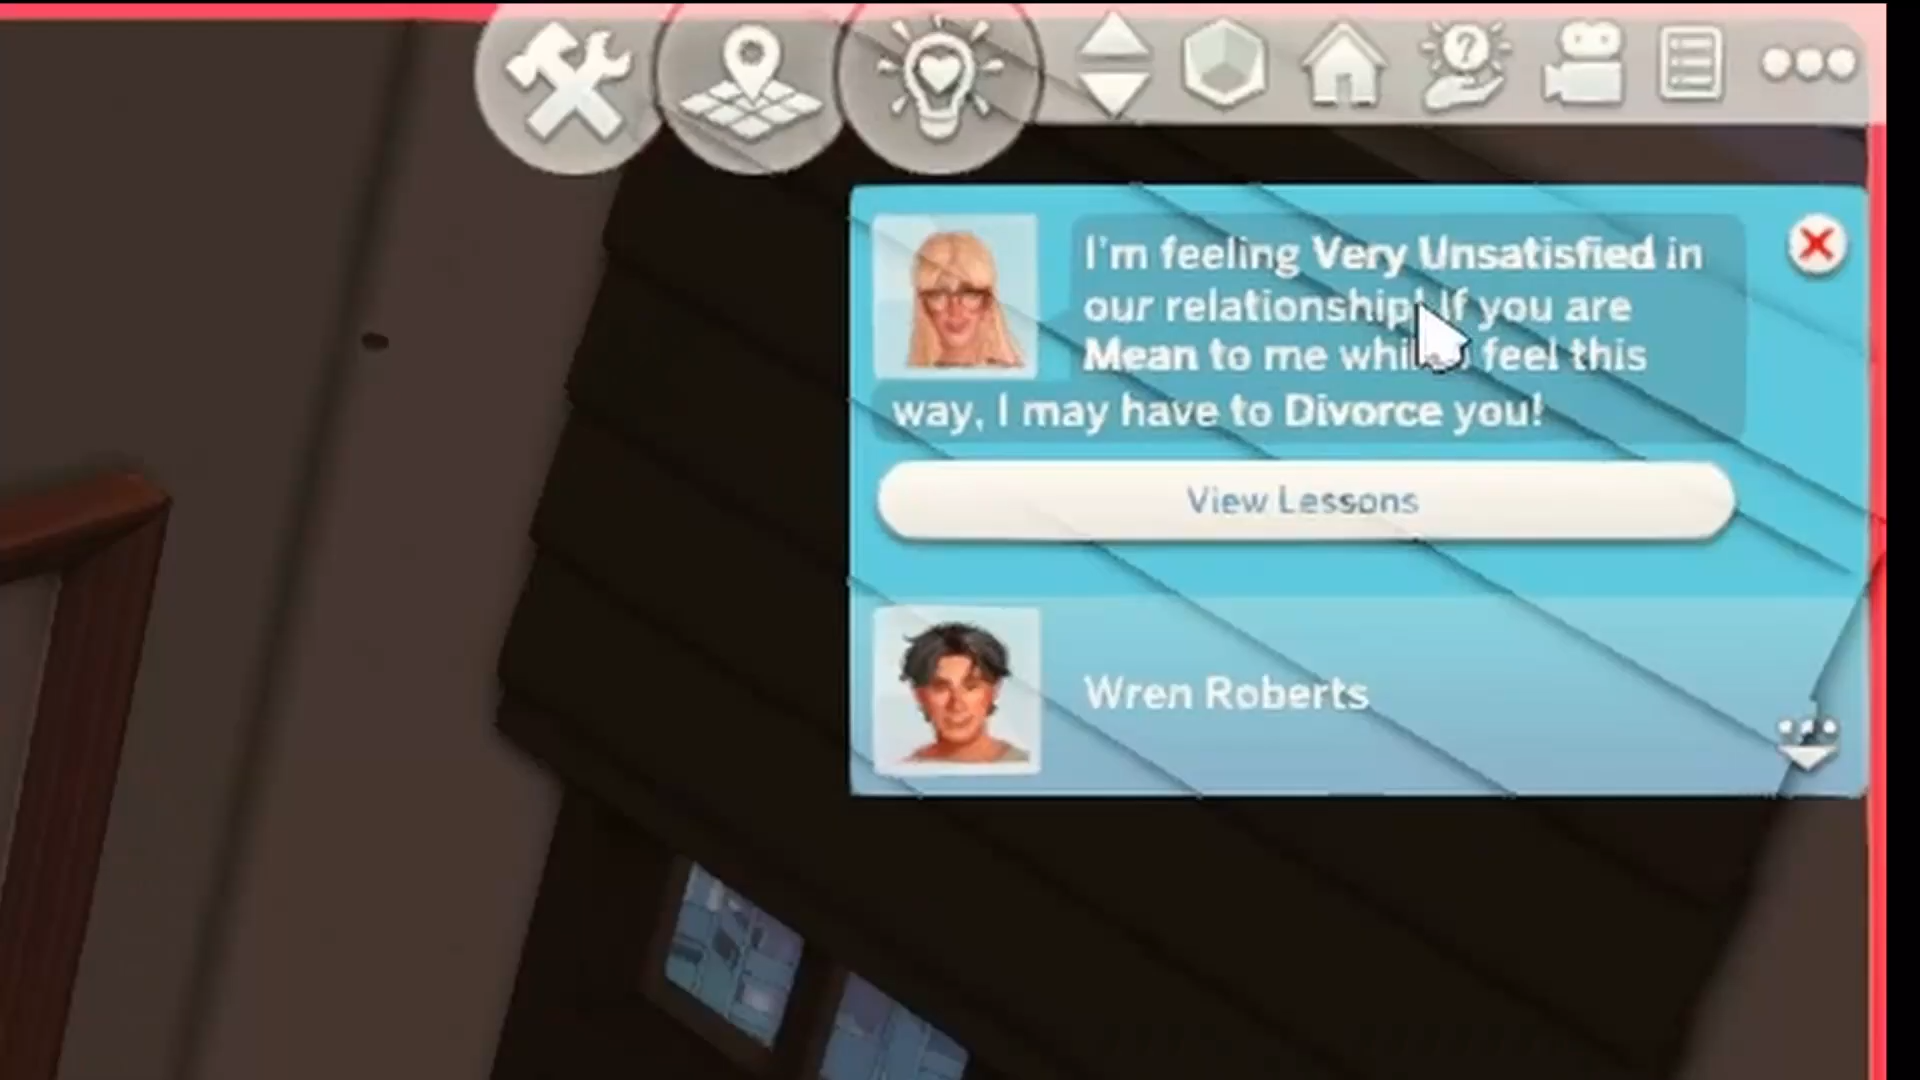 I'm feeling Very Unsatisfied in
our relationship! If you are
Mean to me feel this
way, I may have to Divorce you!
View Lessons
Wren Roberts